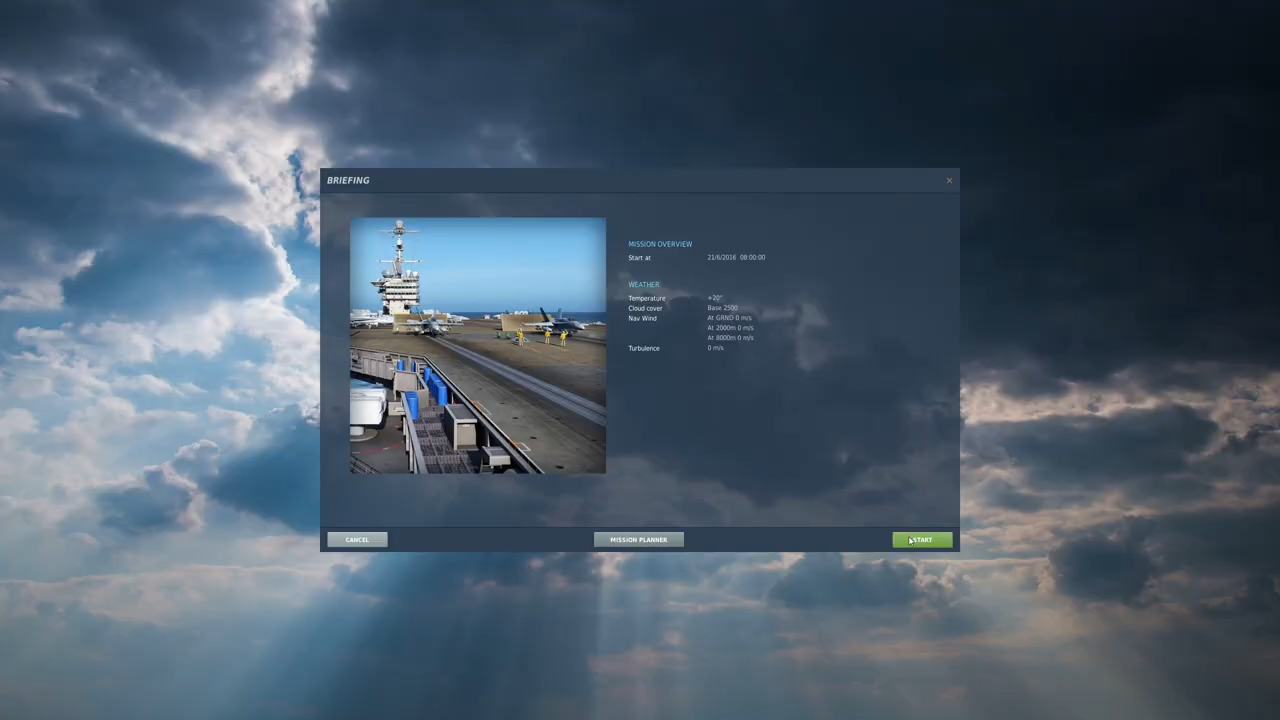 BRIEFING
MISSION OVERVIEW
Start at 21/6/2016 08:00:00
WEATHER
Temperature +20°
Cloud cover Base 2500
Nav Wind At GRND 0 m/s
At 2000m 0 m/s
At 8000m 0 m/s
Turbulence 0 m/s
CANCEL MISSION PLANNER START